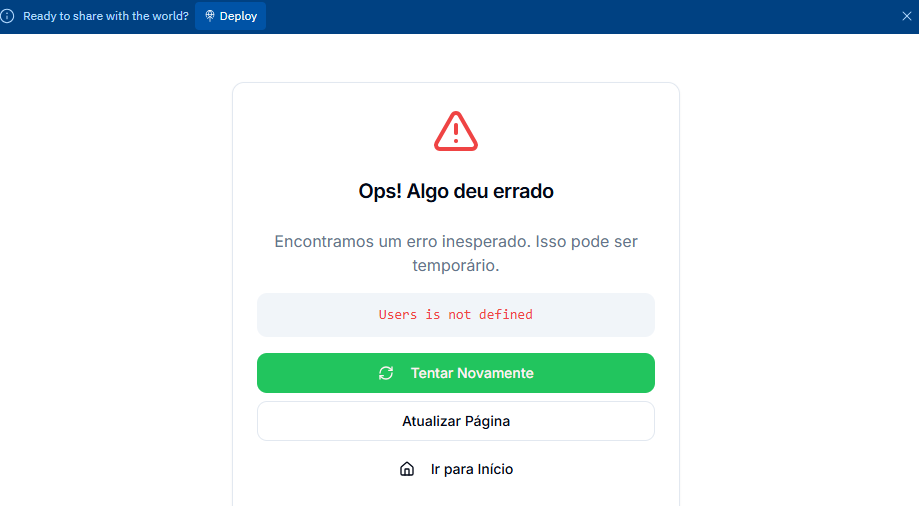 Ready to share with the world? Deploy
Ops! Algo deu errado
Encontramos um erro inesperado. Isso pode ser
temporário.
Users is not defined
Tentar Novamente
Atualizar Página
Ir para Início